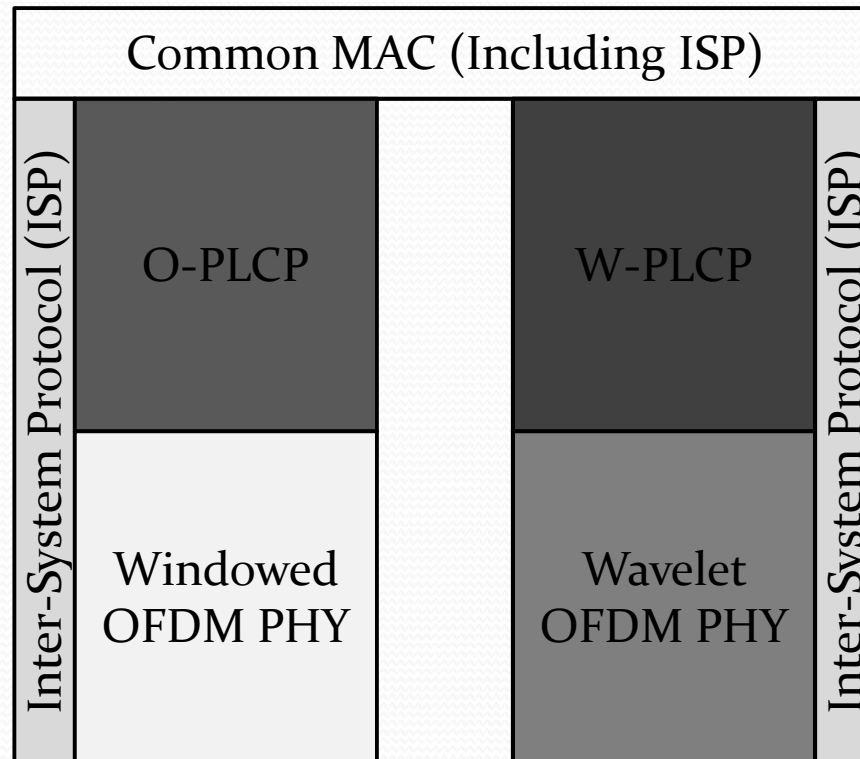 Common MAC (Including ISP)
Inter-System Protocol (ISP)
O-PLCP
W-PLCP
Inter-System Protocol (ISP)
Windowed
OFDM PHY
Wavelet
OFDM PHY